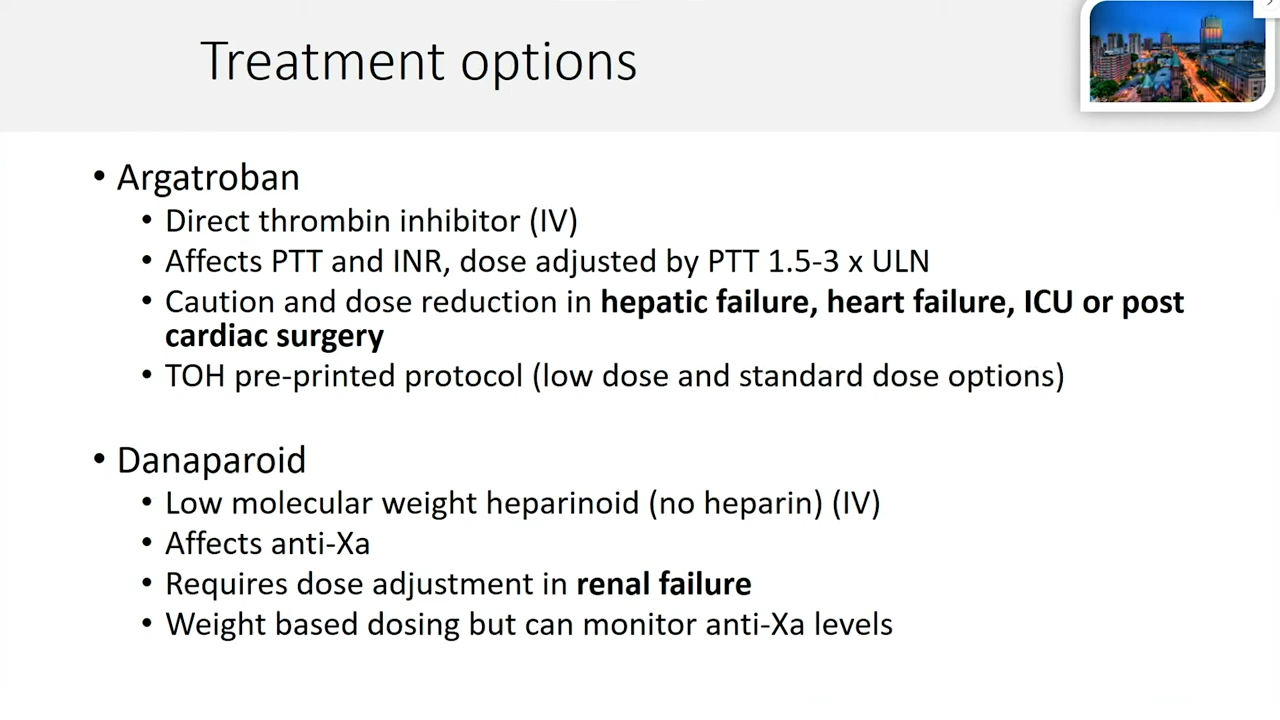 Treatment options
• Argatroban
• Direct thrombin inhibitor (IV)
• Affects PTT and INR, dose adjusted by PTT 1.5-3 x ULN
• Caution and dose reduction in hepatic failure, heart failure, ICU or post
cardiac surgery
• TOH pre-printed protocol (low dose and standard dose options)
• Danaparoid
• Low molecular weight heparinoid (no heparin) (IV)
• Affects anti-Xa
• Requires dose adjustment in renal failure
• Weight based dosing but can monitor anti-Xa levels